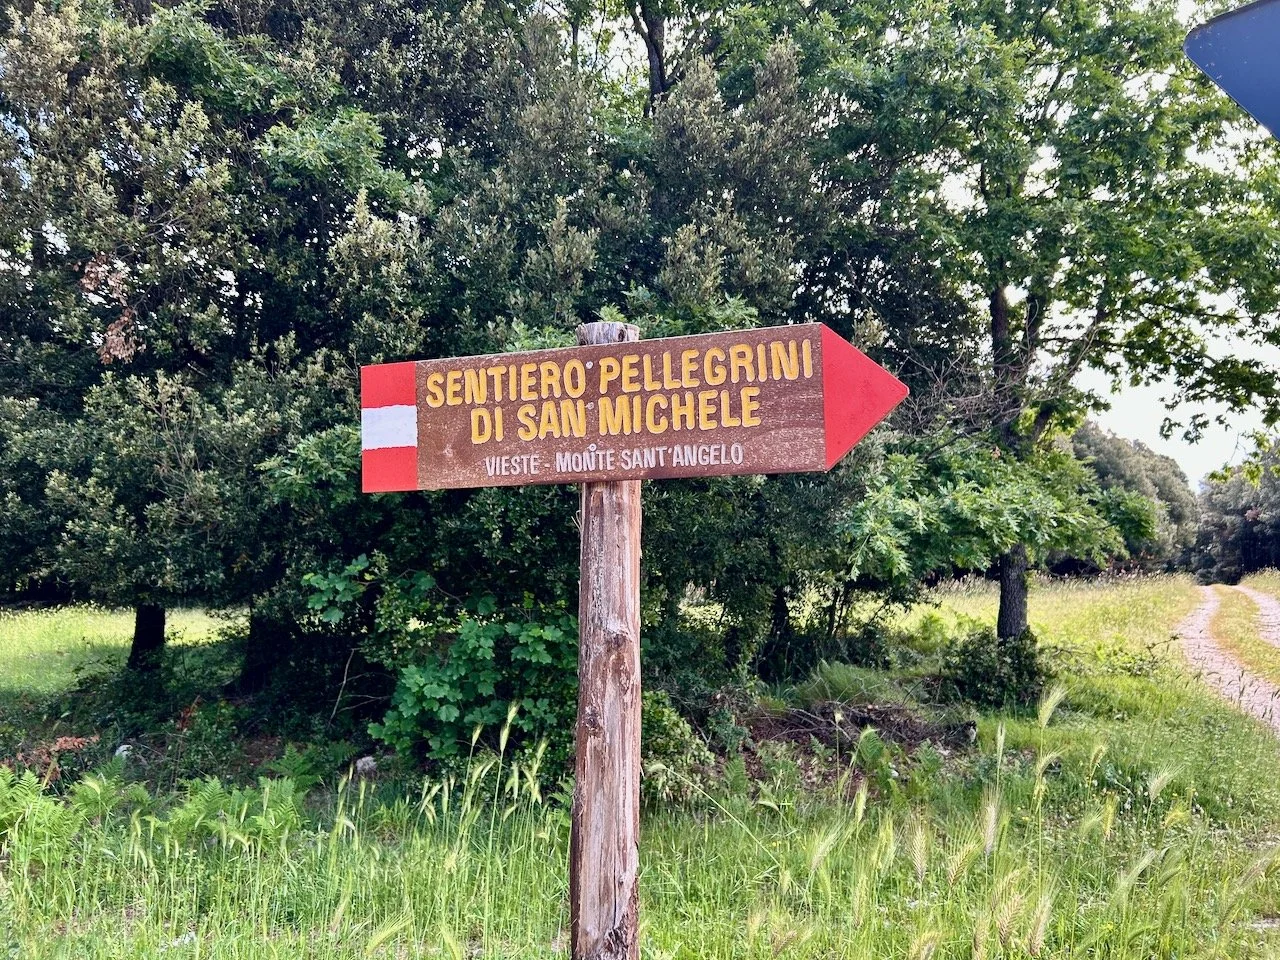 SENTIERO PELLEGRINI
DI SAN MICHELE
VIESTE - MONTE SANT'ANGELO